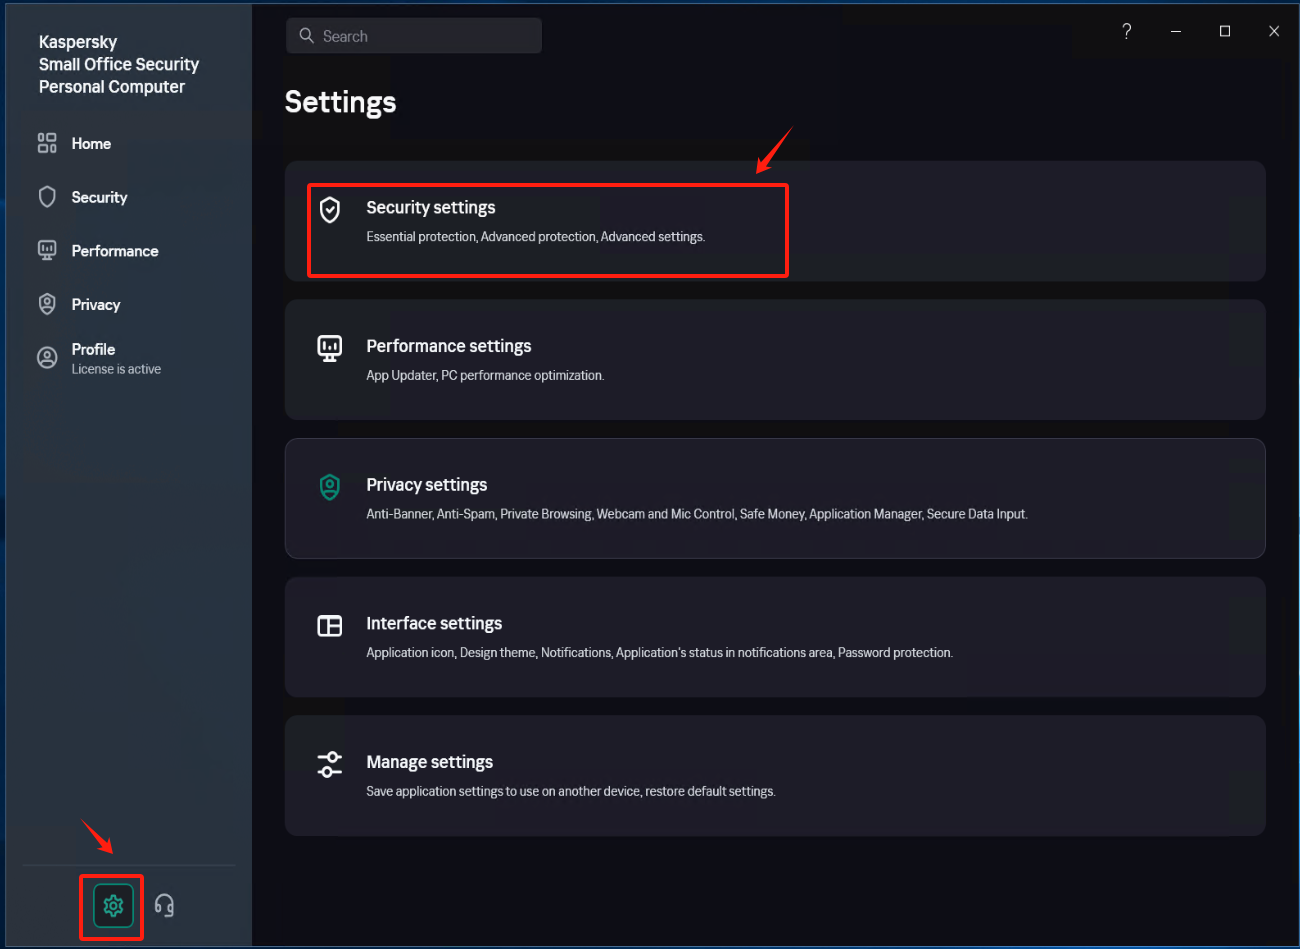 Kaspersky
Small Office Security
Personal Computer
Home
Security
Performance
Privacy
Profile
License is active
Search
?
Settings
Security settings
Essential protection, Advanced protection, Advanced settings.
Performance settings
App Updater, PC performance optimization.
Privacy settings
Anti-Banner, Anti-Spam, Private Browsing, Webcam and Mic Control, Safe Money, Application Manager, Secure Data Input.
Interface settings
Application icon, Design theme, Notifications, Application's status in notifications area, Password protection.
Manage settings
Save application settings to use on another device, restore default settings.